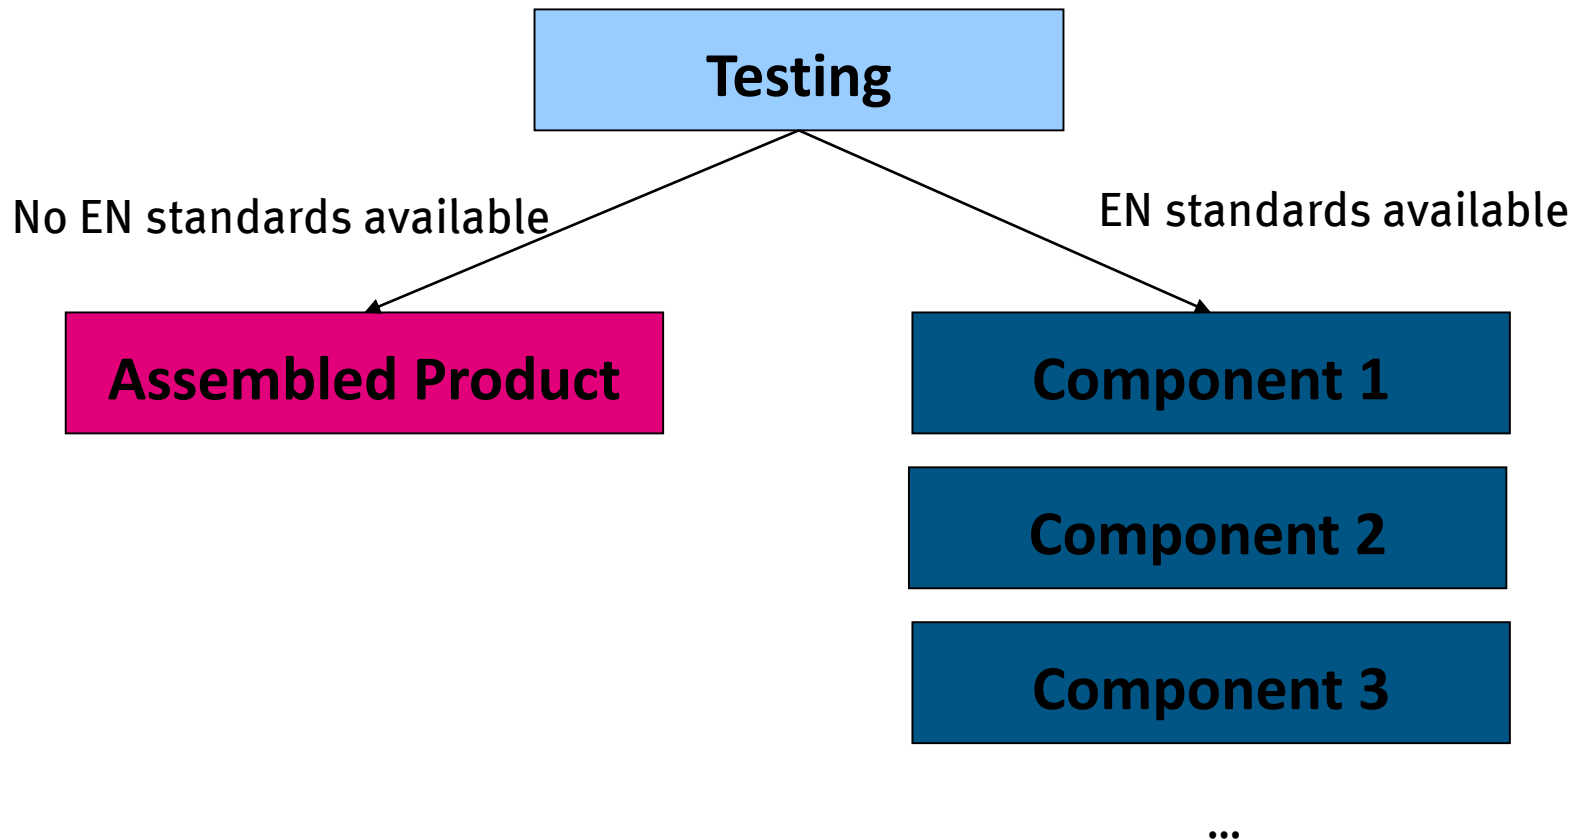 Testing
No EN standards available
EN standards available
Assembled Product
Component 1
Component 2
Component 3
...